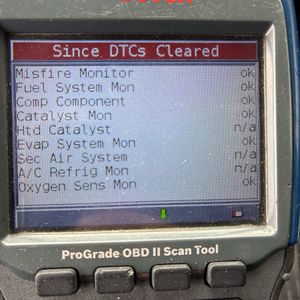 Since DTCs Cleared
Misfire Monitor ok
Fuel System Mon ok
Comp Component ok
Catalyst Mon ok
Htd Catalyst n/a
Evap System Mon ok
Sec Air System n/a
A/C Refrig Mon n/a
Oxygen Sens Mon ok
ProGrade OBD II Scan Tool